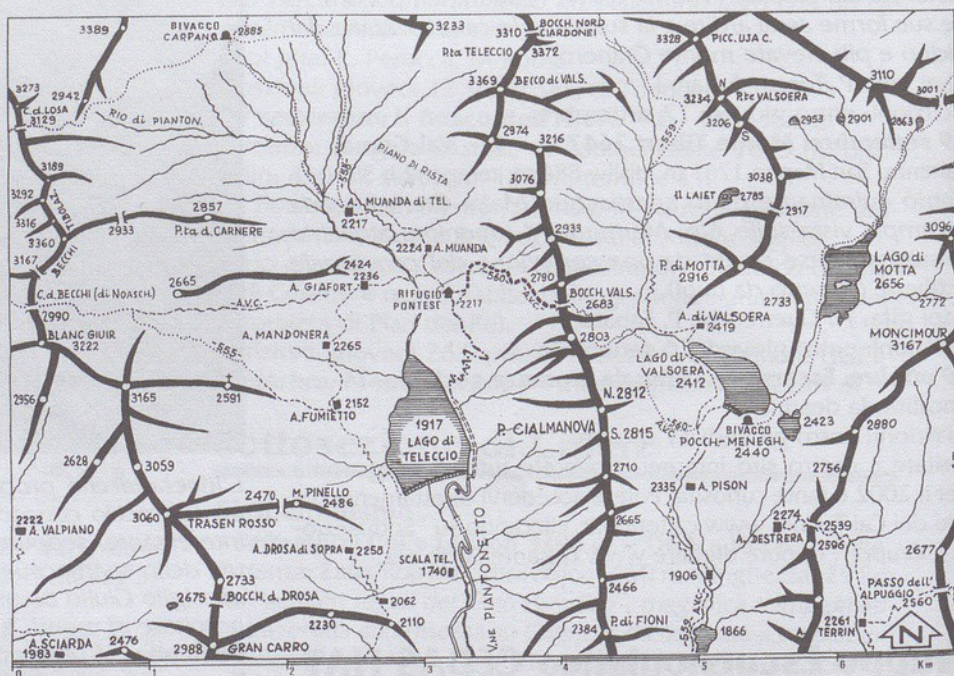 3389
BIVACCO
CARPANO
2885
3233
3310
BOCCH. NORD
CIARDONEI
P.ta TELECCIO
3372
3328
PICC. UJA C.
3273
C.d. LOSA
2942
3129
RIO di PIANTON.
3369
BECCO di VALS.
N
3234
P.te VALSOERA
3110
3001
3206
S
2953
2901
2863
558
PIANO DI RISTA
2974
3216
559
3189
3292
3316
3360
TRIBOLAZ.
BECCHI
2857
P.ta d. CARNERE
2933
A. MUANDA di TEL.
2217
3076
3038
Il LAIET
2785
2917
3167
2224
A. MUANDA
2933
3096
C.d. BECCHI (di NOASCH.)
2990
2665
2424
2236
A. GIAFORT
A.V.C.
RIFUGIO
PONTESE
2217
560
A.V.C.
2790
BOCCH. VALS.
2683
P. di MOTTA
2916
LAGO di
MOTTA
2656
2772
2733
BLANC GIUIR
3222
555
A. MANDONERA
2265
2803
A. di VALSOERA
2419
MONCIMOUR
3167
LAGO di
VALSOERA
2412
2956
3165
2591
2152
A. FUMIETTO
1917
LAGO di
TELECCIO
N. 2812
P. CIALMANOVA
S. 2815
560
BIVACCO
POCCH.-MENEGH.
2440
2423
2880
2628
3059
2710
2335
A. PISON
2756
M. PINELLO
2470
2486
3060
TRASEN ROSSO
2665
2274
A. DESTRERA
2539
2596
2222
A. VALPIANO
A. DROSA di SOPRA
2258
SCALA TEL.
1740
V.NE PIANTONETTO
2677
2733
2675
BOCCH. d. DROSA
2062
2466
1906
A.V.C.
PASSO dell'
ALPUGGIO
2560
2230
2110
2384
P. di FIONI
559
1866
A.
TERRIN
2261
N
A. SCIARDA
1983
2476
2988
GRAN CARRO
0
1
2
3
4
5
6
Km